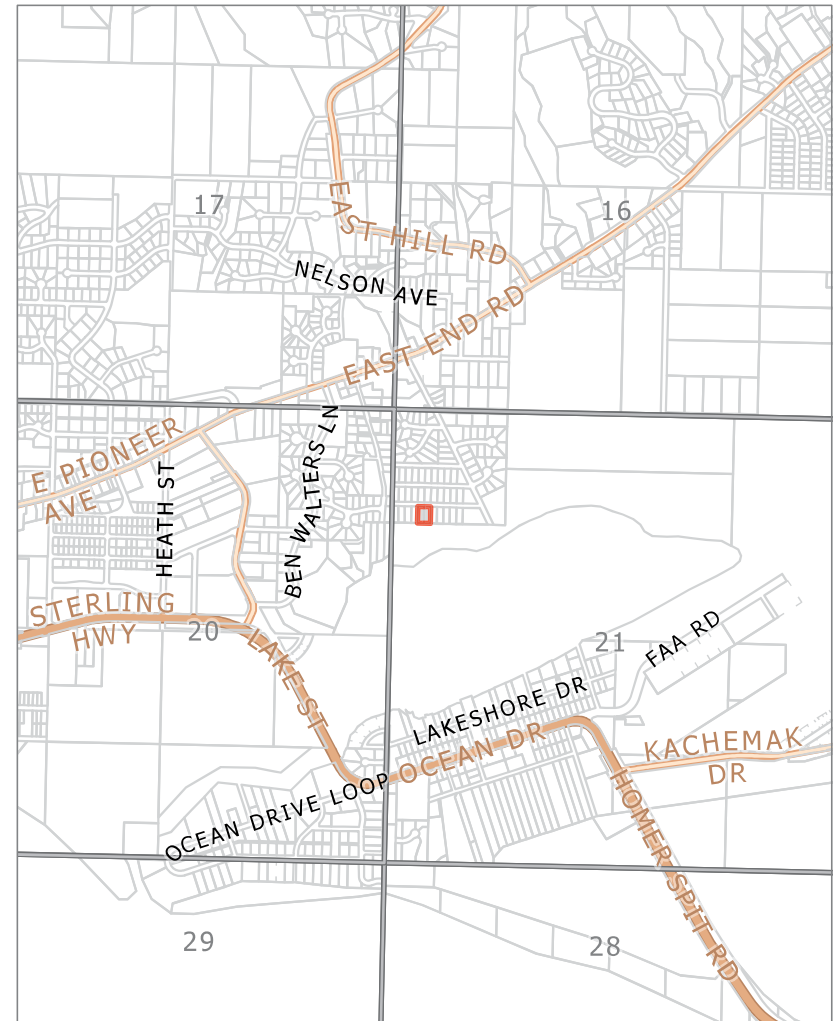 17
16
EAST HILL RD
NELSON AVE
EAST END RD
E PIONEER
AVE
HEATH ST
BEN WALTERS LN
STERLING
HWY
20
LAKE ST
21
FAA RD
LAKESHORE DR
OCEAN DR
KACHEMAK
DR
OCEAN DRIVE LOOP
HOMER SPIT RD
29
28